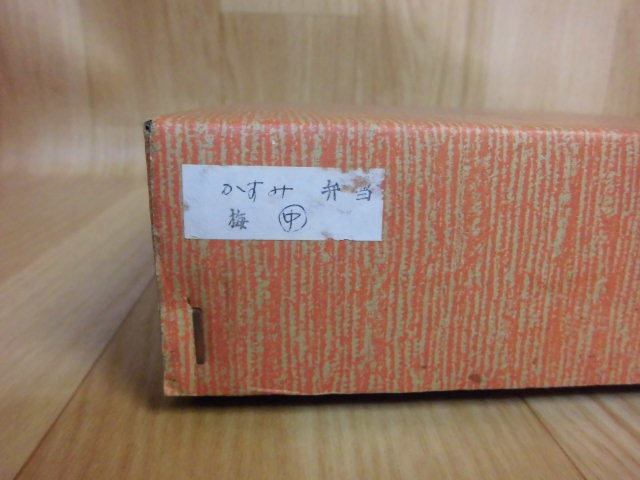 かすみ 弁当
梅 ㊥